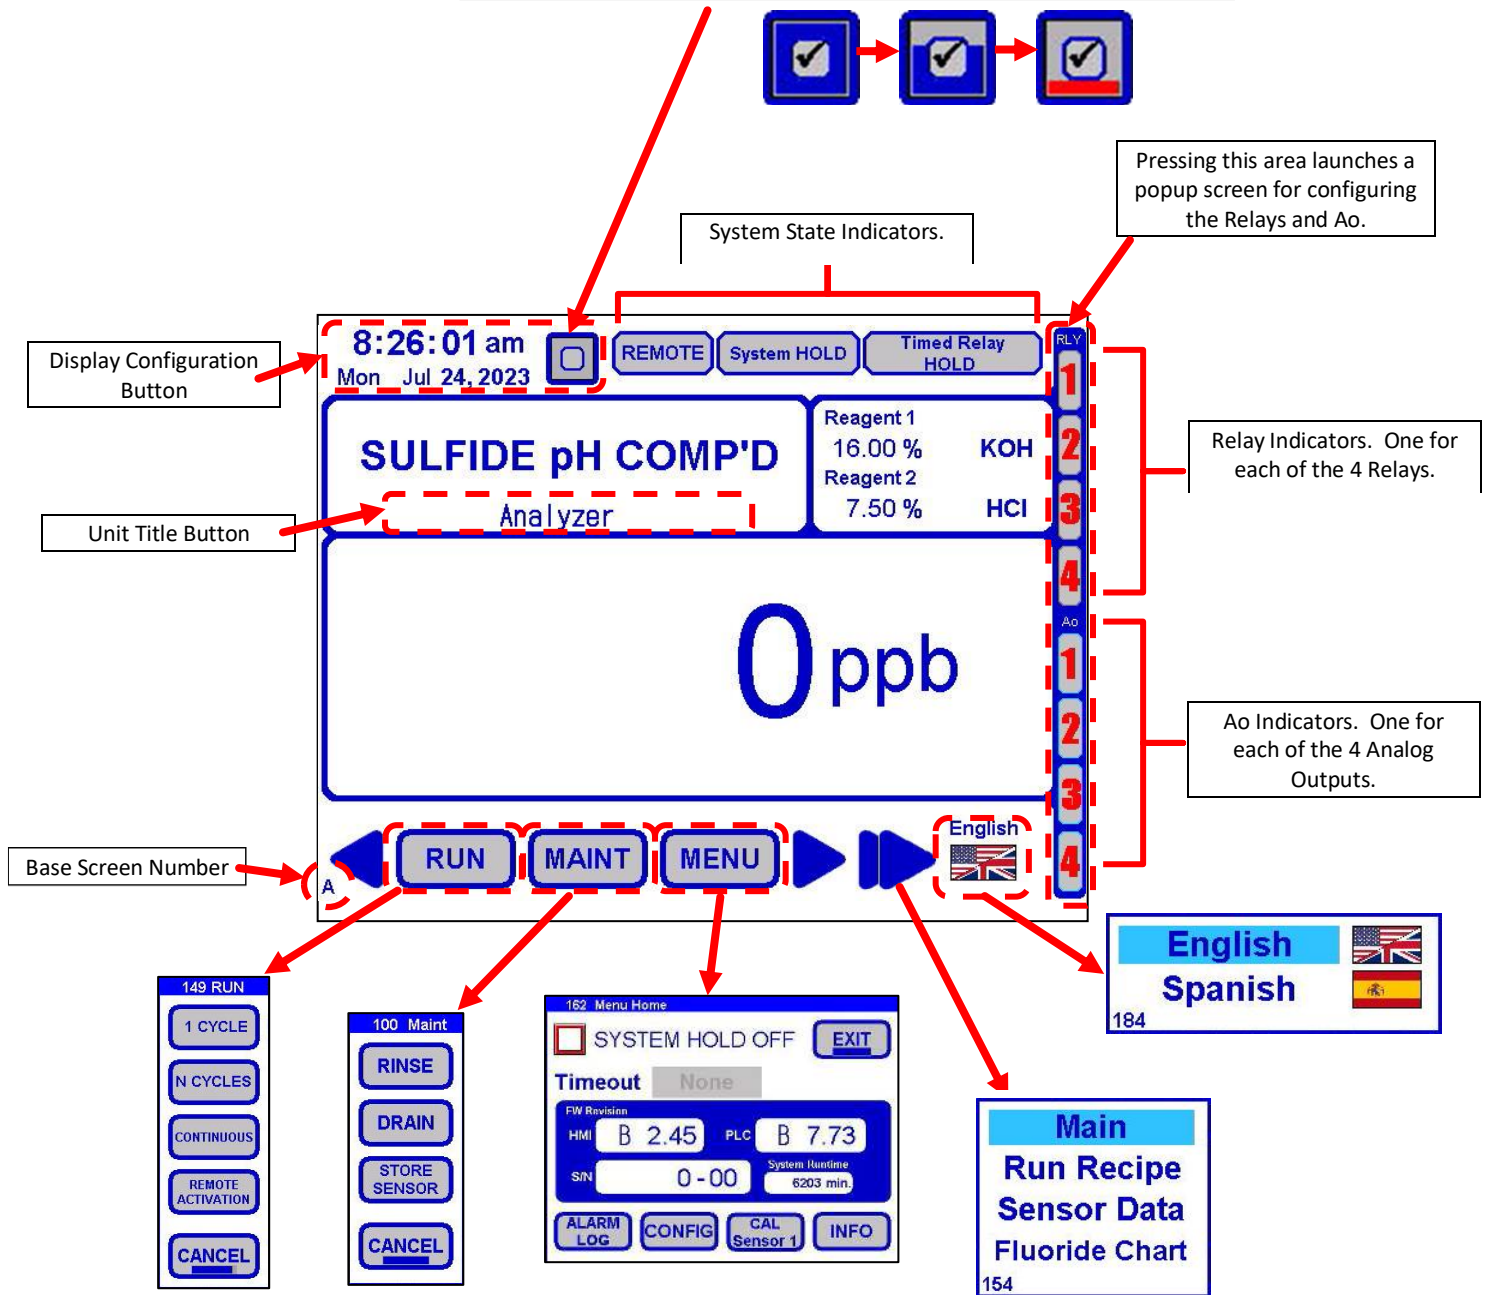 Pressing this area launches a
popup screen for configuring
the Relays and Ao.
System State Indicators.
Display Configuration
Button
8:26:01 am
Mon Jul 24, 2023
REMOTE
System HOLD
Timed Relay
HOLD
RLY
1
2
3
4
Relay Indicators. One for
each of the 4 Relays.
SULFIDE pH COMP'D
Analyzer
Unit Title Button
Reagent 1
16.00 % KOH
Reagent 2
7.50 % HCl
0 ppb
Ao
1
2
3
4
Ao Indicators. One for
each of the 4 Analog
Outputs.
Base Screen Number
A
RUN
MAINT
MENU
English
149 RUN
1 CYCLE
N CYCLES
CONTINUOUS
REMOTE
ACTIVATION
CANCEL
100 Maint
RINSE
DRAIN
STORE
SENSOR
CANCEL
162 Menu Home
SYSTEM HOLD OFF
EXIT
Timeout None
FW Revision
HMI B 2.45 PLC B 7.73
S/N 0-00
System Runtime
6203 min.
ALARM
LOG
CONFIG
CAL
Sensor 1
INFO
English
Spanish
184
Main
Run Recipe
Sensor Data
Fluoride Chart
154